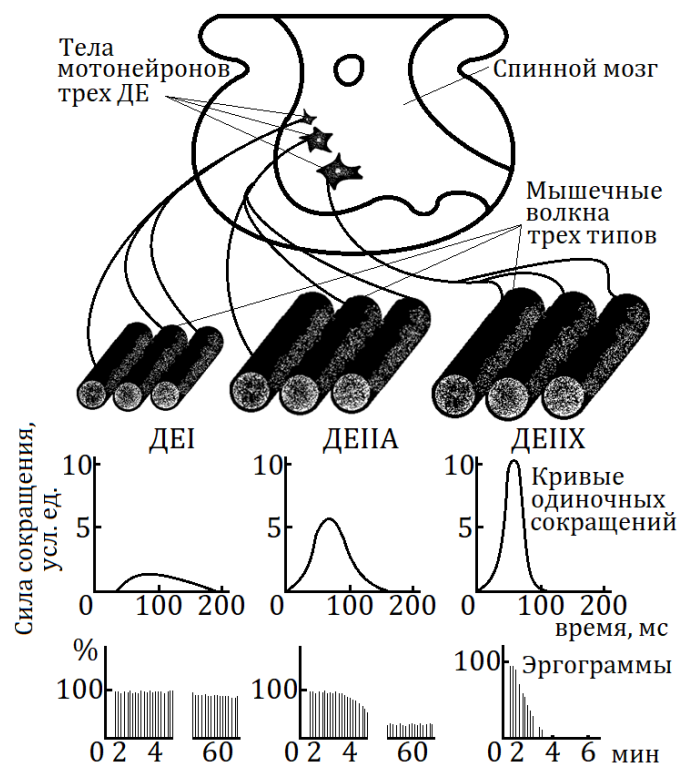 Тела
мотонейронов
трех ДЕ
Спинной мозг
Мышечные
волкна
трех типов
ДЕI
ДЕIIА
ДЕIIX
Сила сокращения,
усл. ед.
10
5
0 100 200
10
5
0 100 200
10
5
0 100 200
Кривые
одиночных
сокращений
время, мс
%
100
0 2 4 60
100
0 2 4 60
100
0 2 4 6 мин
Эргограммы